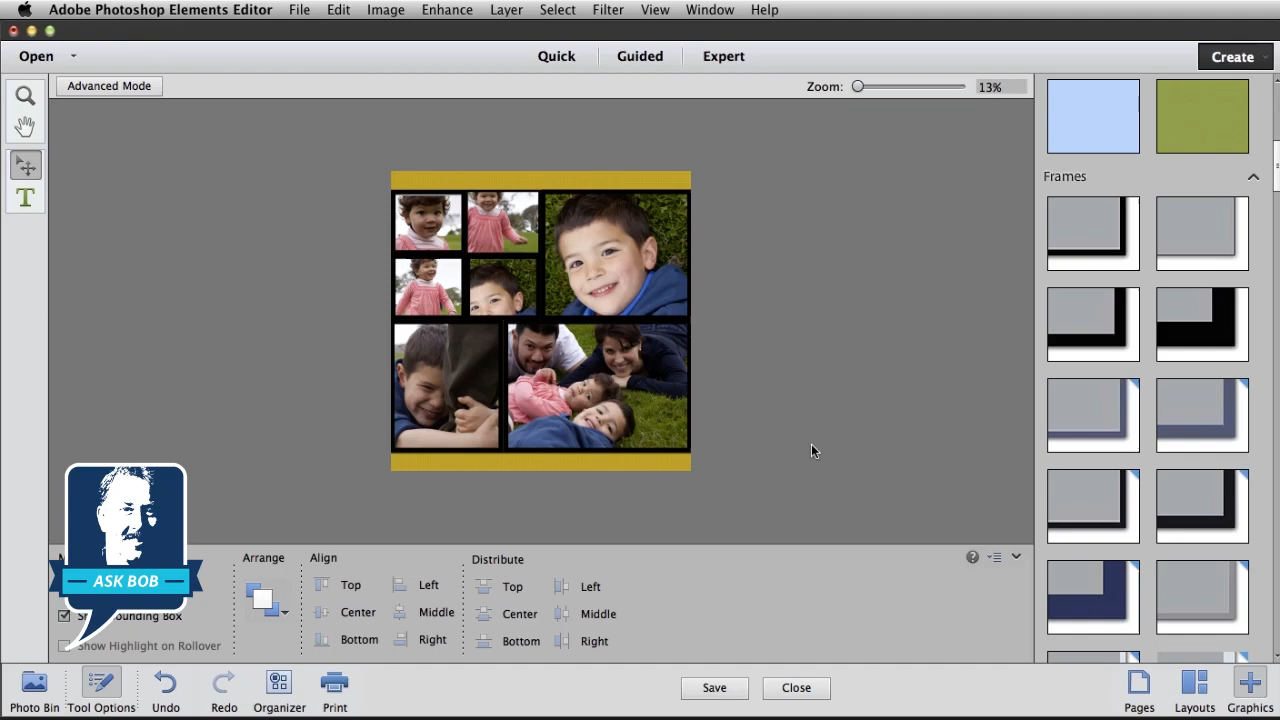 Adobe Photoshop Elements Editor File Edit Image Enhance Layer Select Filter View Window Help
Open Quick Guided Expert Create
Advanced Mode Zoom: 13%
Frames
T
Arrange Align Distribute
Top Left Top Left
Center Middle Center Middle
Bottom Right Bottom Right
ASK BOB
Bounding Box
Show Highlight on Rollover
Save Close
Photo Bin Tool Options Undo Redo Organizer Print Pages Layouts Graphics